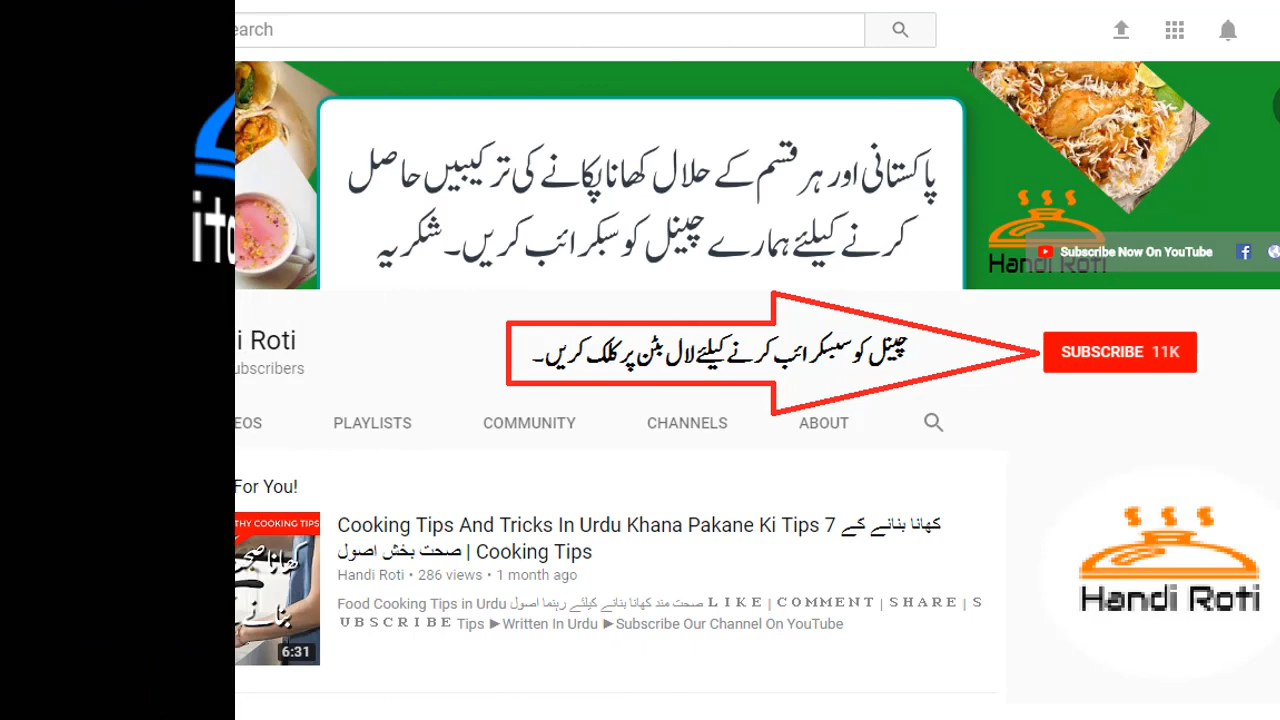 earch
پاکستانی اور ہر قسم کے حلال کھانا پکانے کی ترکیبیں حاصل
کرنے کیلئے ہمارے چینل کو سبکرائب کریں۔ شکریہ
Handi Roti
Subscribe Now On YouTube
i Roti
ubscribers
چینل کو سبسکرائب کرنے کیلئے لال بٹن پر کلک کریں۔
SUBSCRIBE 11K
EOS PLAYLISTS COMMUNITY CHANNELS ABOUT
For You!
THY COOKING TIPS
کھانا
بنانے
6:31
Cooking Tips And Tricks In Urdu Khana Pakane Ki Tips 7 کھانا بنانے کے
صحت بخش اصول | Cooking Tips
Handi Roti • 286 views • 1 month ago
Food Cooking Tips in Urdu صحت مند کھانا بنانے کیلئے رہنما اصول L I K E | C O M M E N T | S H A R E | S
U B S C R I B E Tips ►Written In Urdu ►Subscribe Our Channel On YouTube
Handi Roti